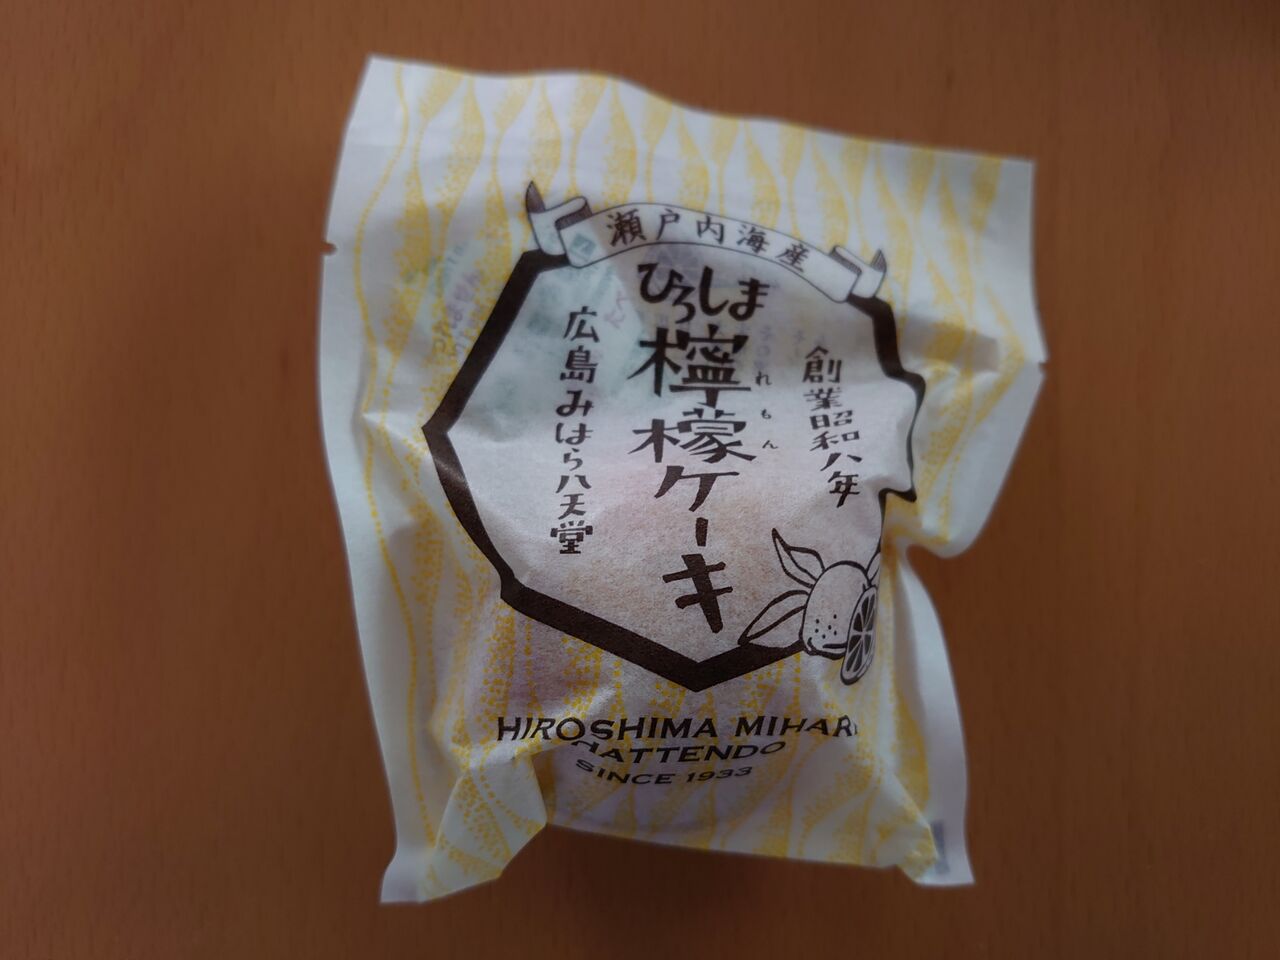 瀬戸内海産
ひろしま
檸檬ケーキ
れもん
創業昭和八年
広島みはら八天堂
HIROSHIMA MIHARA
HATTENDO
SINCE 1933